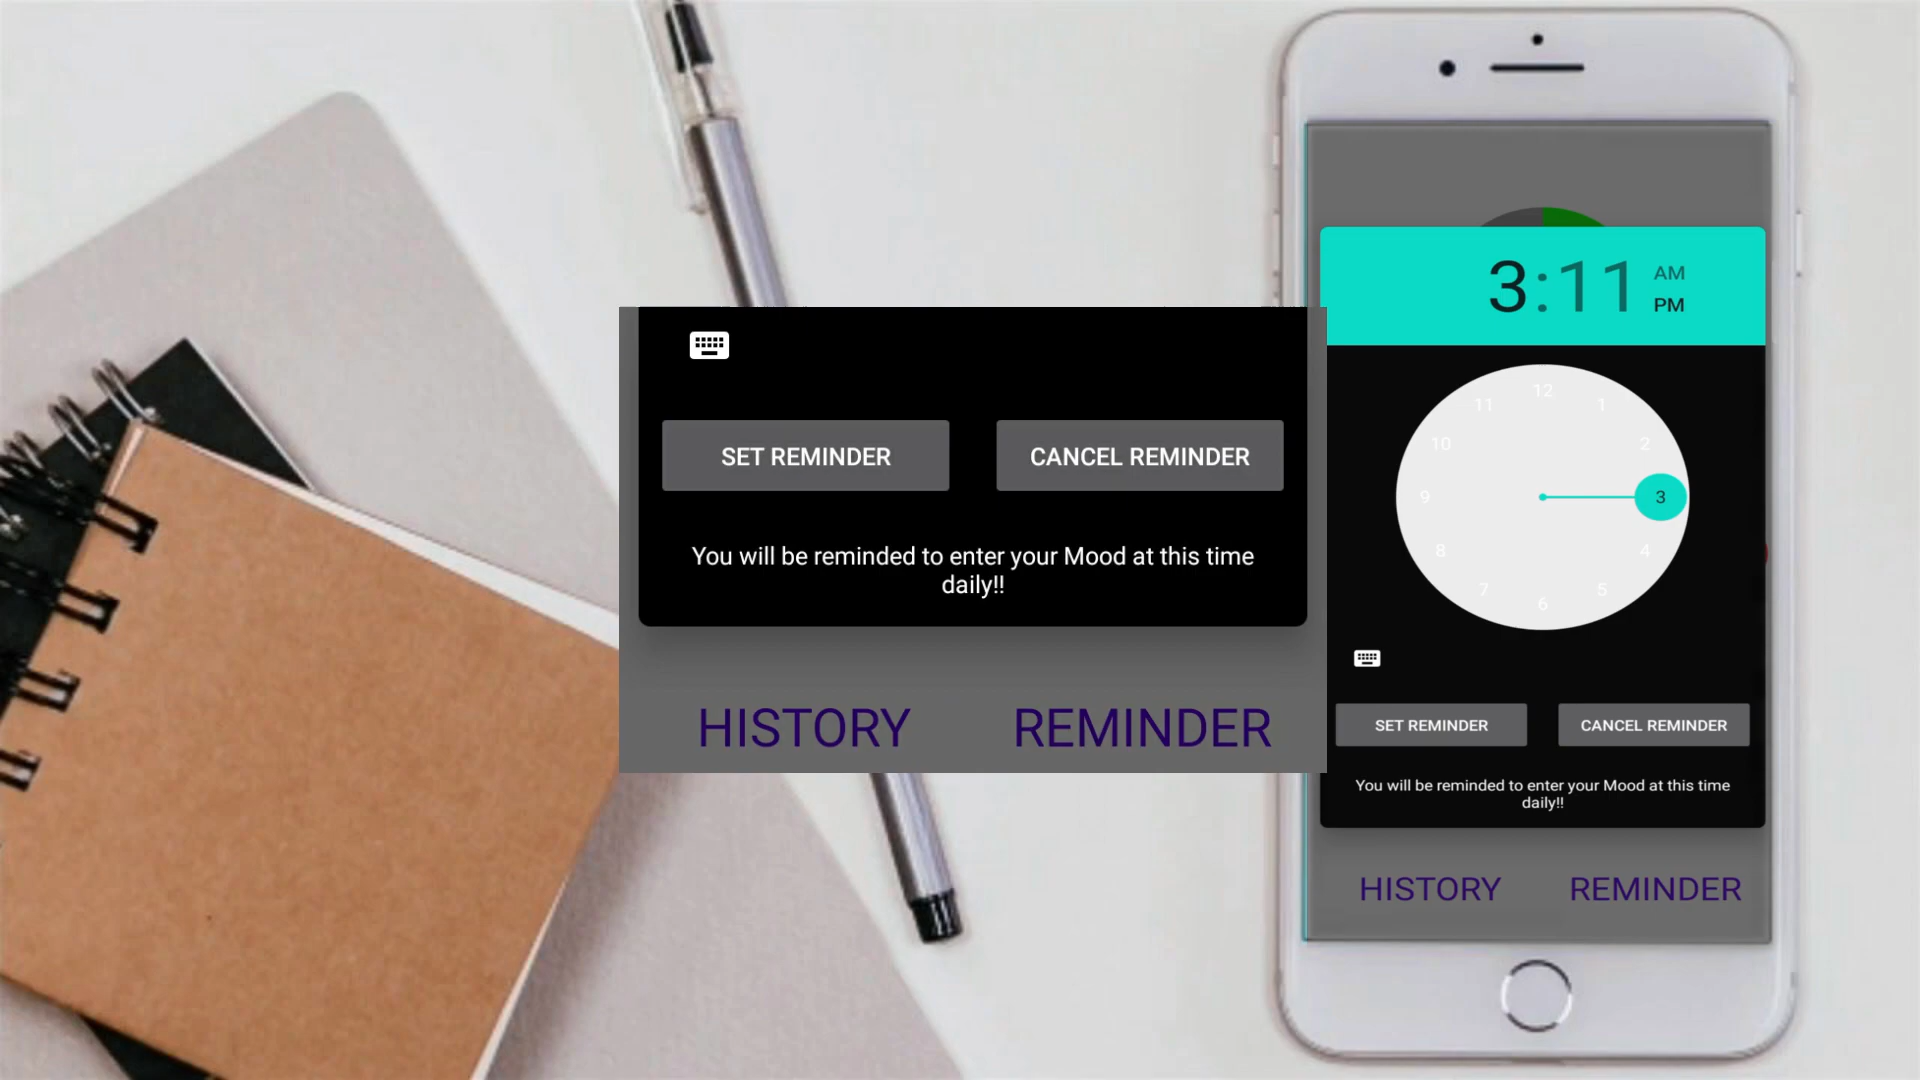 SET REMINDER
CANCEL REMINDER
You will be reminded to enter your Mood at this time
daily!!
HISTORY
REMINDER
3:11
AM
PM
12
1
2
3
4
5
6
7
8
9
10
11
SET REMINDER
CANCEL REMINDER
You will be reminded to enter your Mood at this time
daily!!
HISTORY
REMINDER